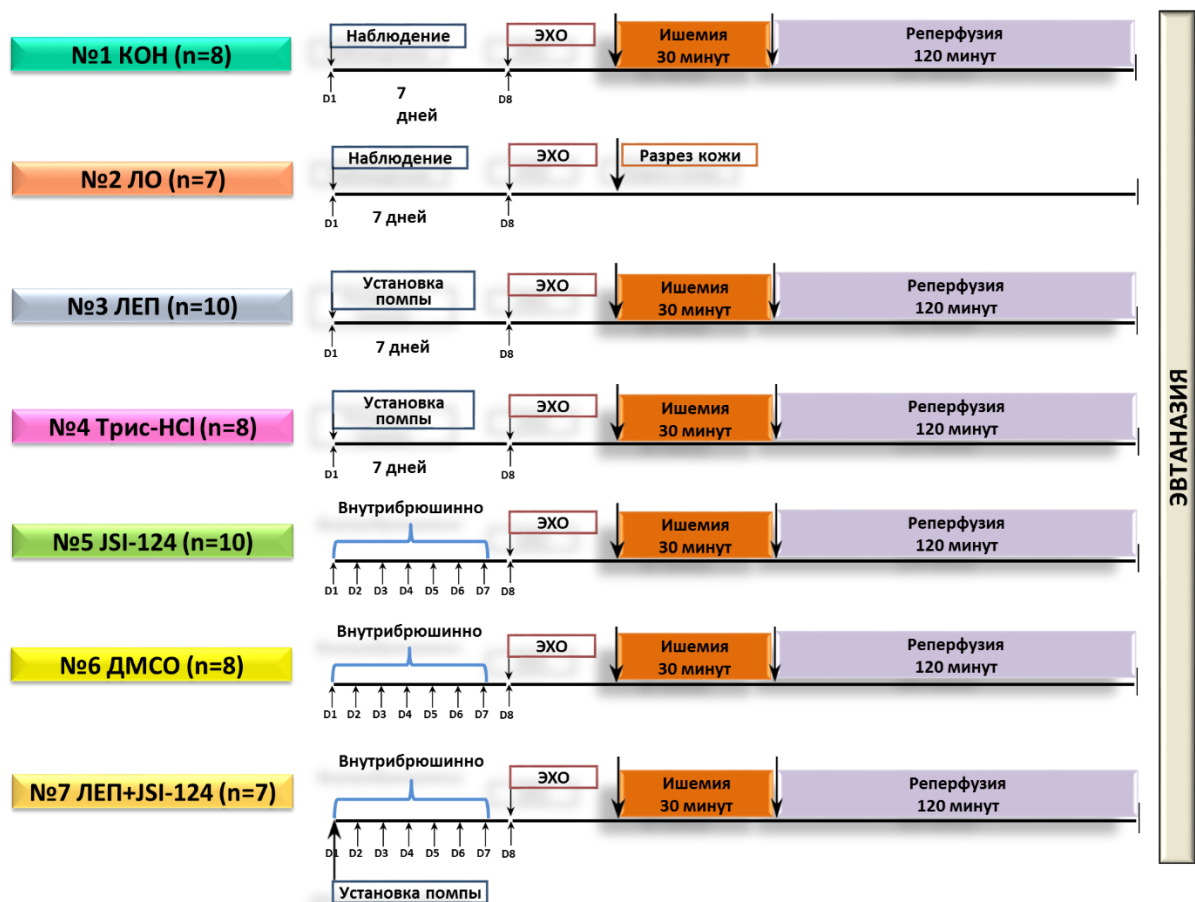 №1 КОН (n=8)
Наблюдение
ЭХО
Ишемия
30 минут
Реперфузия
120 минут
D1
7
дней
D8
№2 ЛО (n=7)
Наблюдение
ЭХО
Разрез кожи
D1
7 дней
D8
№3 ЛЕП (n=10)
Установка
помпы
ЭХО
Ишемия
30 минут
Реперфузия
120 минут
D1
7 дней
D8
№4 Трис-HCl (n=8)
Установка
помпы
ЭХО
Ишемия
30 минут
Реперфузия
120 минут
D1
7 дней
D8
№5 JSI-124 (n=10)
Внутрибрюшинно
ЭХО
Ишемия
30 минут
Реперфузия
120 минут
D1 D2 D3 D4 D5 D6 D7 D8
№6 ДМСО (n=8)
Внутрибрюшинно
ЭХО
Ишемия
30 минут
Реперфузия
120 минут
D1 D2 D3 D4 D5 D6 D7 D8
№7 ЛЕП+JSI-124 (n=7)
Внутрибрюшинно
ЭХО
Ишемия
30 минут
Реперфузия
120 минут
D1 D2 D3 D4 D5 D6 D7 D8
Установка помпы
ЭВТАНАЗИЯ